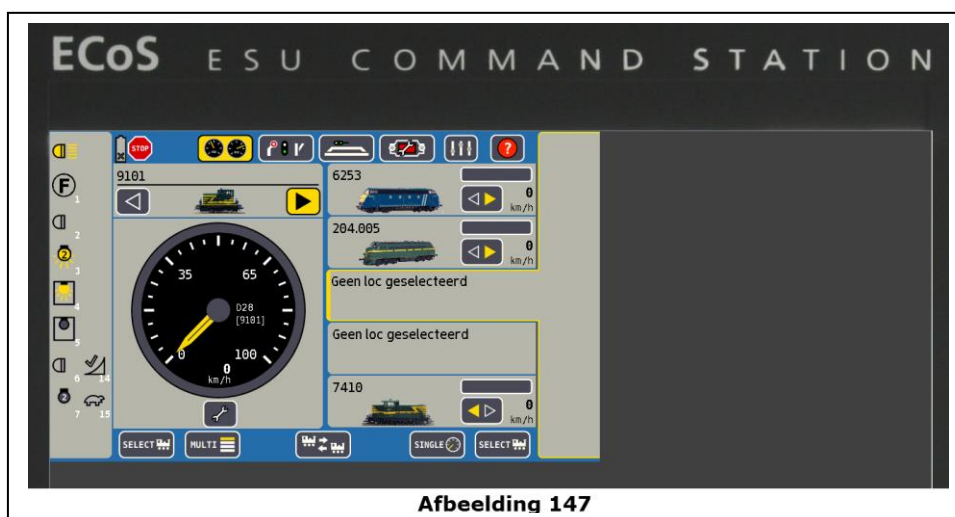 ECoS ESU COMMAND STATION
STOP
?
9101
6253
0
km/h
204.005
0
km/h
Geen loc geselecteerd
Geen loc geselecteerd
7410
0
km/h
35
65
D28
[9101]
0
100
0
km/h
F
1
2
2
3
4
5
6
14
2
7
15
SELECT
MULTI
SINGLE
SELECT
Afbeelding 147